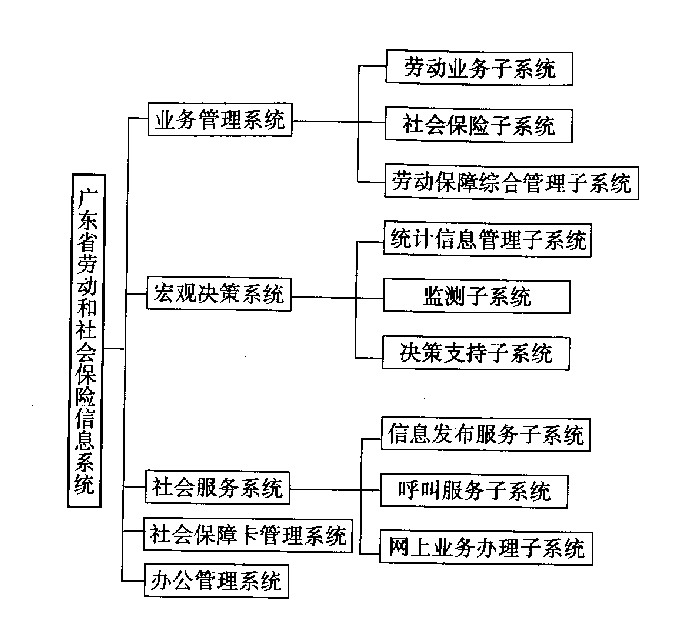 广东省劳动和社会保险信息系统
业务管理系统
劳动业务子系统
社会保险子系统
劳动保障综合管理子系统
宏观决策系统
统计信息管理子系统
监测子系统
决策支持子系统
社会服务系统
信息发布服务子系统
呼叫服务子系统
网上业务办理子系统
社会保障卡管理系统
办公管理系统